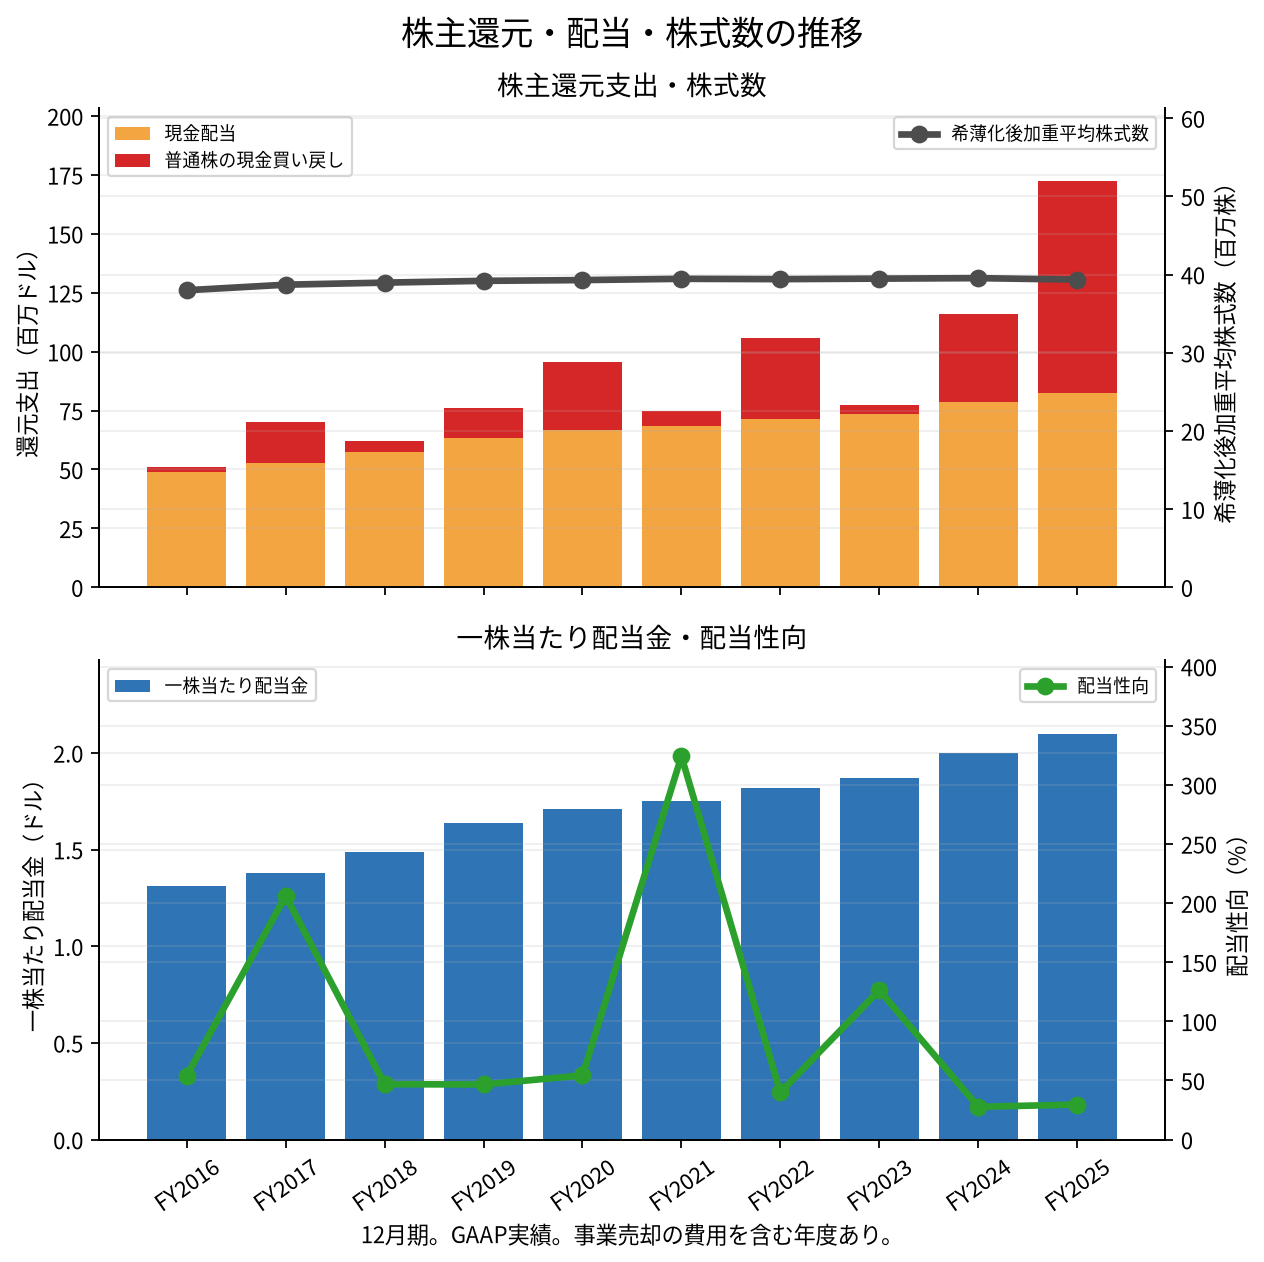 株主還元・配当・株式数の推移
株主還元支出・株式数
現金配当
普通株の現金買い戻し
希薄化後加重平均株式数
還元支出（百万ドル）
200
175
150
125
100
75
50
25
0
希薄化後加重平均株式数（百万株）
60
50
40
30
20
10
0
一株当たり配当金・配当性向
一株当たり配当金
配当性向
一株当たり配当金（ドル）
2.0
1.5
1.0
0.5
0.0
配当性向（%）
400
350
300
250
200
150
100
50
0
FY2016
FY2017
FY2018
FY2019
FY2020
FY2021
FY2022
FY2023
FY2024
FY2025
12月期。GAAP実績。事業売却の費用を含む年度あり。